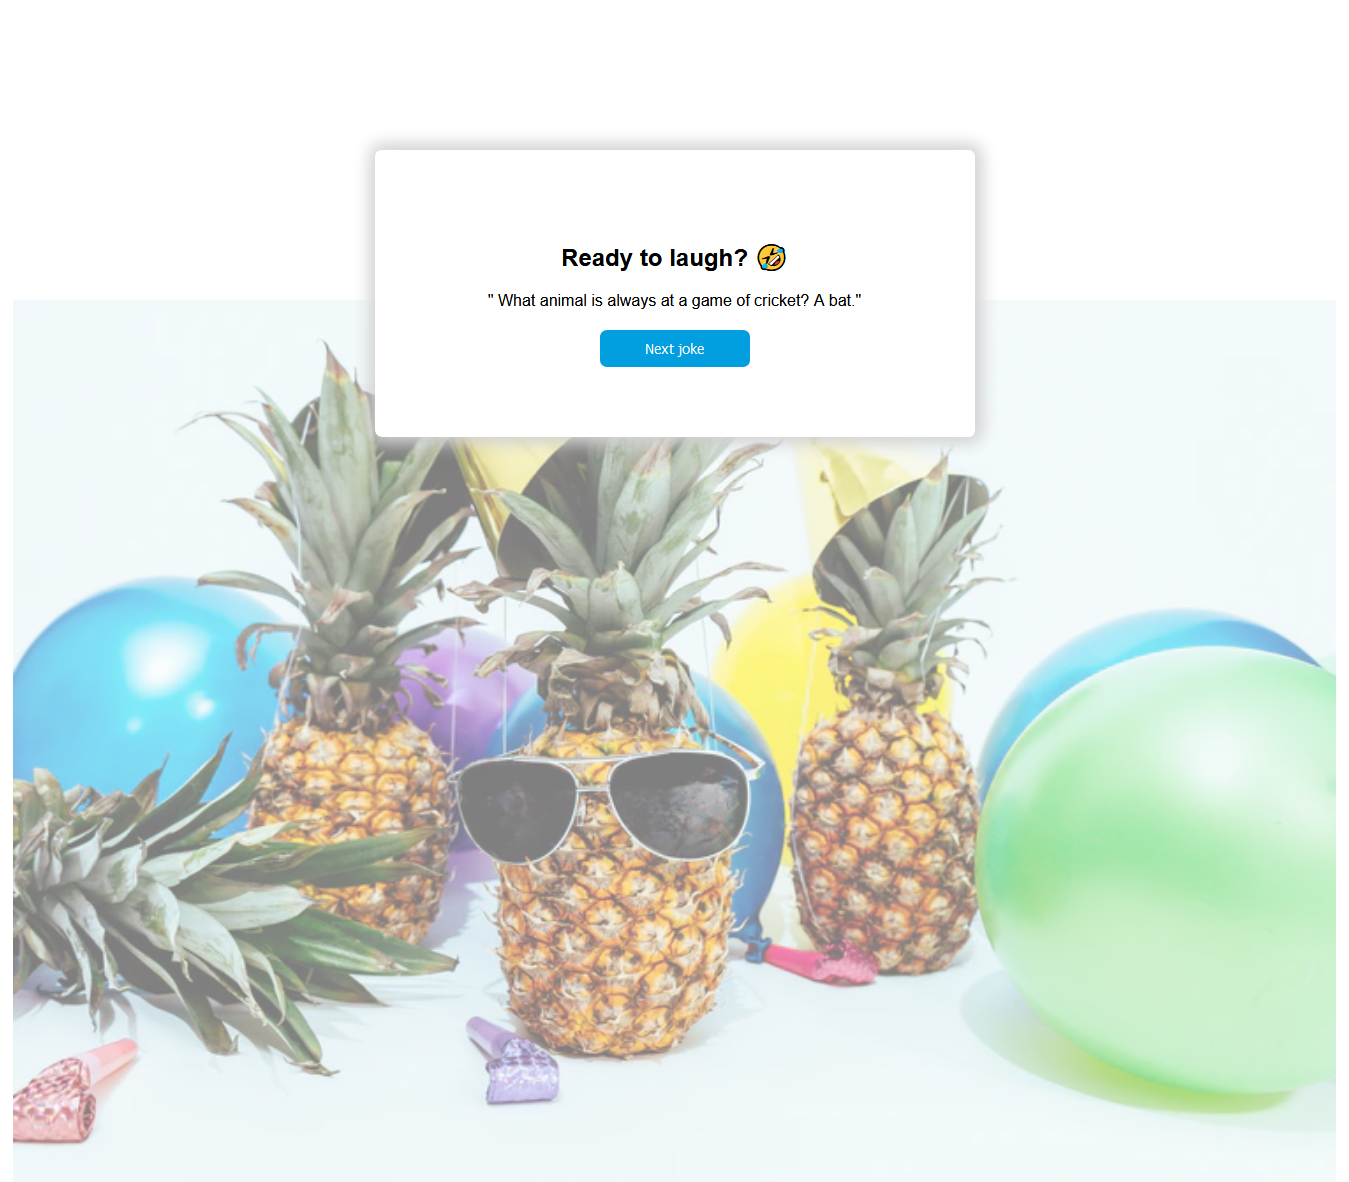 Ready to laugh? 🤣
" What animal is always at a game of cricket? A bat."
Next joke